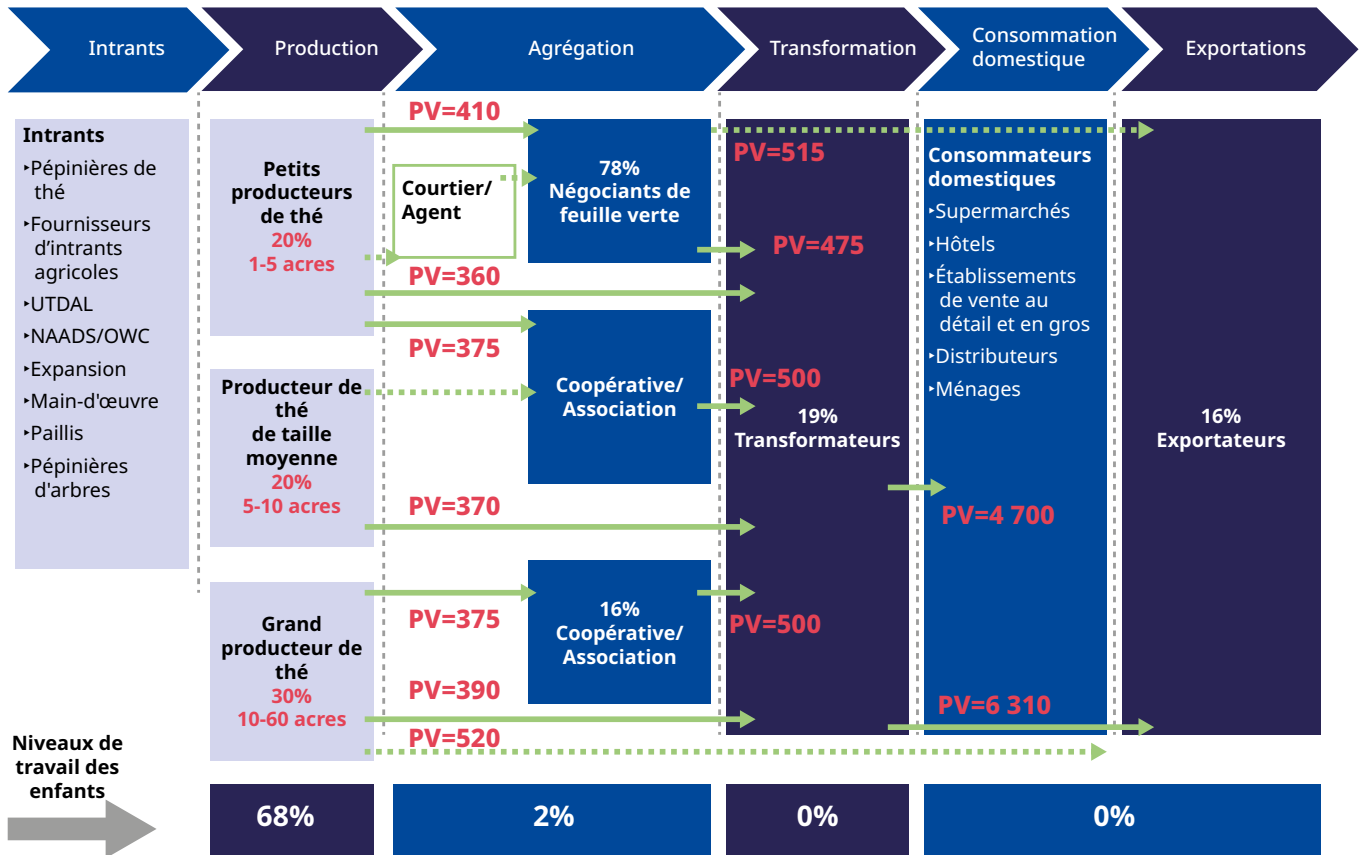 Intrants
Production
Agrégation
Transformation
Consommation
domestique
Exportations
Intrants
‣Pépinières de
thé
‣Fournisseurs
d’intrants
agricoles
‣UTDAL
‣NAADS/OWC
‣Expansion
‣Main-d'œuvre
‣Paillis
‣Pépinières
d'arbres
Petits
producteurs
de thé
20%
1-5 acres
Producteur de
thé
de taille
moyenne
20%
5-10 acres
Grand
producteur de
thé
30%
10-60 acres
PV=410
Courtier/
Agent
PV=360
PV=375
PV=370
PV=375
PV=390
PV=520
78%
Négociants de
feuille verte
Coopérative/
Association
16%
Coopérative/
Association
PV=515
PV=475
PV=500
19%
Transformateurs
PV=500
Consommateurs
domestiques
‣Supermarchés
‣Hôtels
‣Établissements
de vente au
détail et en gros
‣Distributeurs
‣Ménages
PV=4 700
PV=6 310
16%
Exportateurs
Niveaux de
travail des
enfants
68%
2%
0%
0%